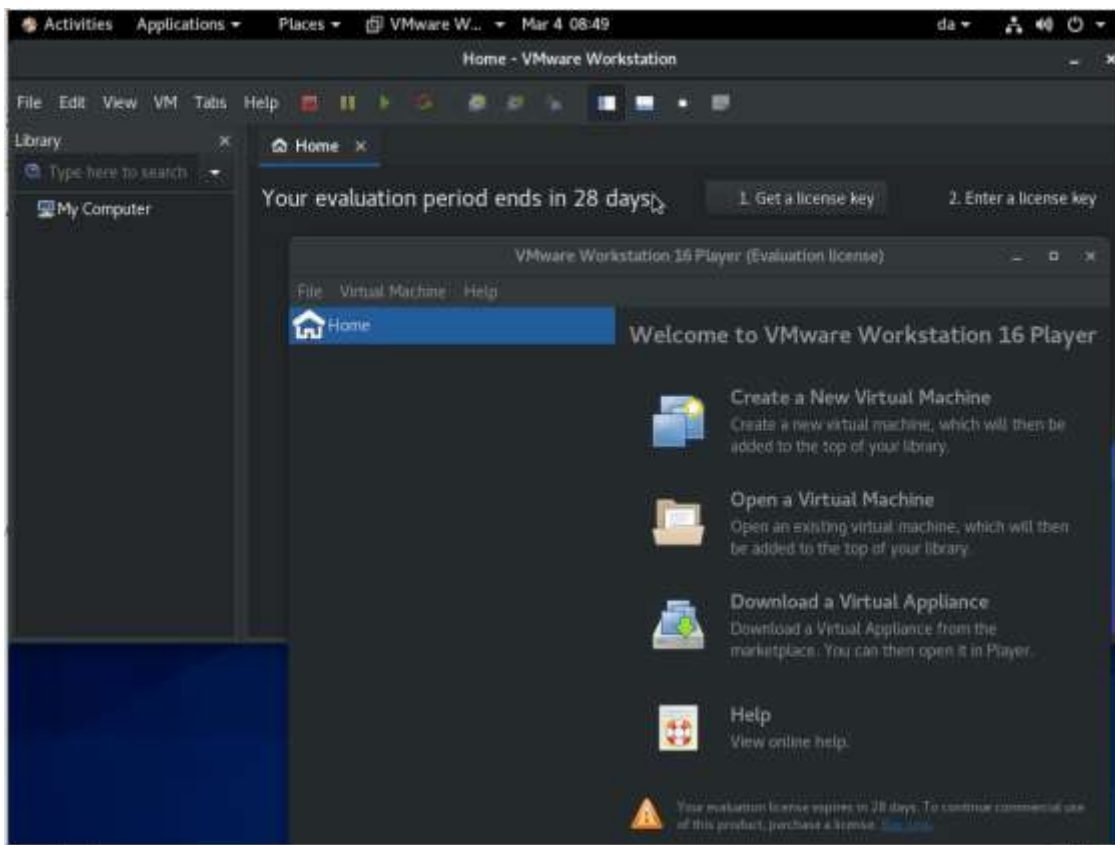 Activities Applications Places VMware W... Mar 4 08:49 da
Home - VMware Workstation
File Edit View VM Tabs Help
Library
Home
Type here to search
My Computer
Your evaluation period ends in 28 days.
1. Get a license key
2. Enter a license key
VMware Workstation 16 Player (Evaluation license)
File Virtual Machine Help
Home
Welcome to VMware Workstation 16 Player
Create a New Virtual Machine
Create a new virtual machine, which will then be
added to the top of your library.
Open a Virtual Machine
Open an existing virtual machine, which will then
be added to the top of your library.
Download a Virtual Appliance
Download a Virtual Appliance from the
marketplace. You can then open it in Player.
Help
View online help.
Your evaluation license expires in 28 days. To continue commercial use
of this product, purchase a license.